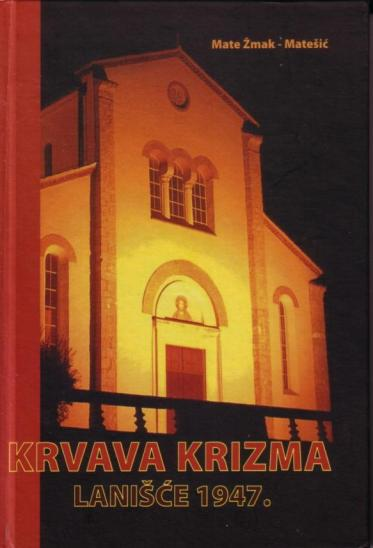 Mate Žmak - Matešić
KRVAVA KRIZMA
LANIŠĆE 1947.